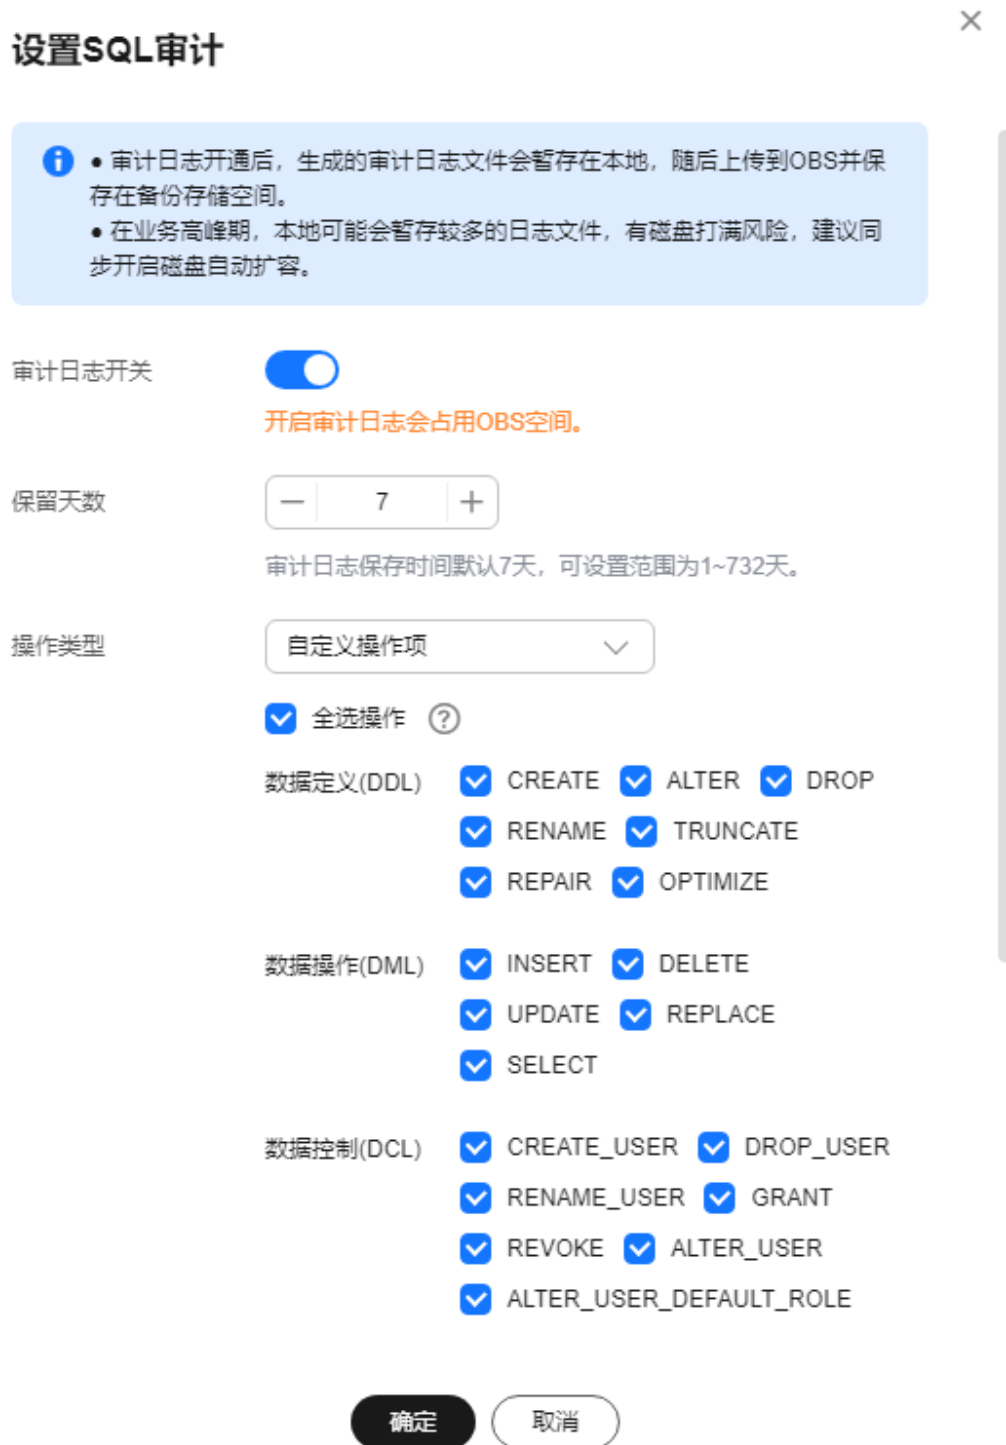 设置SQL审计
● 审计日志开通后，生成的审计日志文件会暂存在本地，随后上传到OBS并保
存在备份存储空间。
● 在业务高峰期，本地可能会暂存较多的日志文件，有磁盘打满风险，建议同
步开启磁盘自动扩容。
审计日志开关
开启审计日志会占用OBS空间。
保留天数 — 7 +
审计日志保存时间默认7天，可设置范围为1~732天。
操作类型 自定义操作项
全选操作 ?
数据定义(DDL) CREATE ALTER DROP
RENAME TRUNCATE
REPAIR OPTIMIZE
数据操作(DML) INSERT DELETE
UPDATE REPLACE
SELECT
数据控制(DCL) CREATE_USER DROP_USER
RENAME_USER GRANT
REVOKE ALTER_USER
ALTER_USER_DEFAULT_ROLE
确定 取消